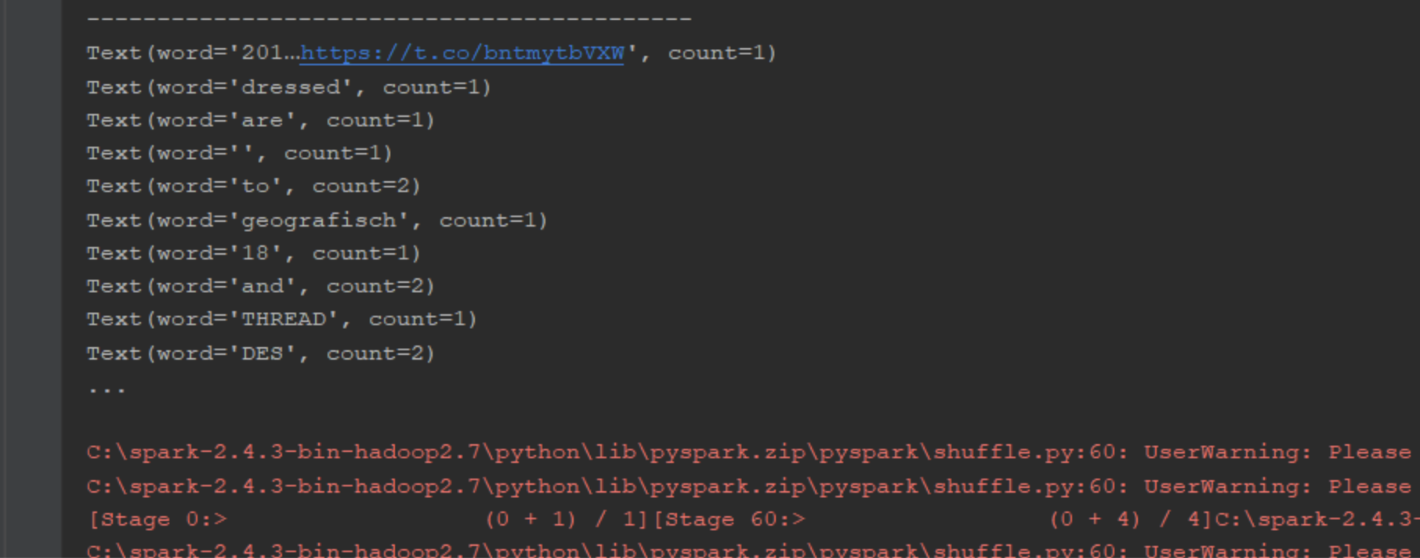 -------------------------------------------
Text(word='201…https://t.co/bntmytbVXW', count=1)
Text(word='dressed', count=1)
Text(word='are', count=1)
Text(word='', count=1)
Text(word='to', count=2)
Text(word='geografisch', count=1)
Text(word='18', count=1)
Text(word='and', count=2)
Text(word='THREAD', count=1)
Text(word='DES', count=2)
...
C:\spark-2.4.3-bin-hadoop2.7\python\lib\pyspark.zip\pyspark\shuffle.py:60: UserWarning: Please
C:\spark-2.4.3-bin-hadoop2.7\python\lib\pyspark.zip\pyspark\shuffle.py:60: UserWarning: Please
[Stage 0:>                  (0 + 1) / 1][Stage 60:>                 (0 + 4) / 4]C:\spark-2.4.3-
C:\spark-2.4.3-bin-hadoop2.7\python\lib\pyspark.zip\pyspark\shuffle.py:60: UserWarning: Please